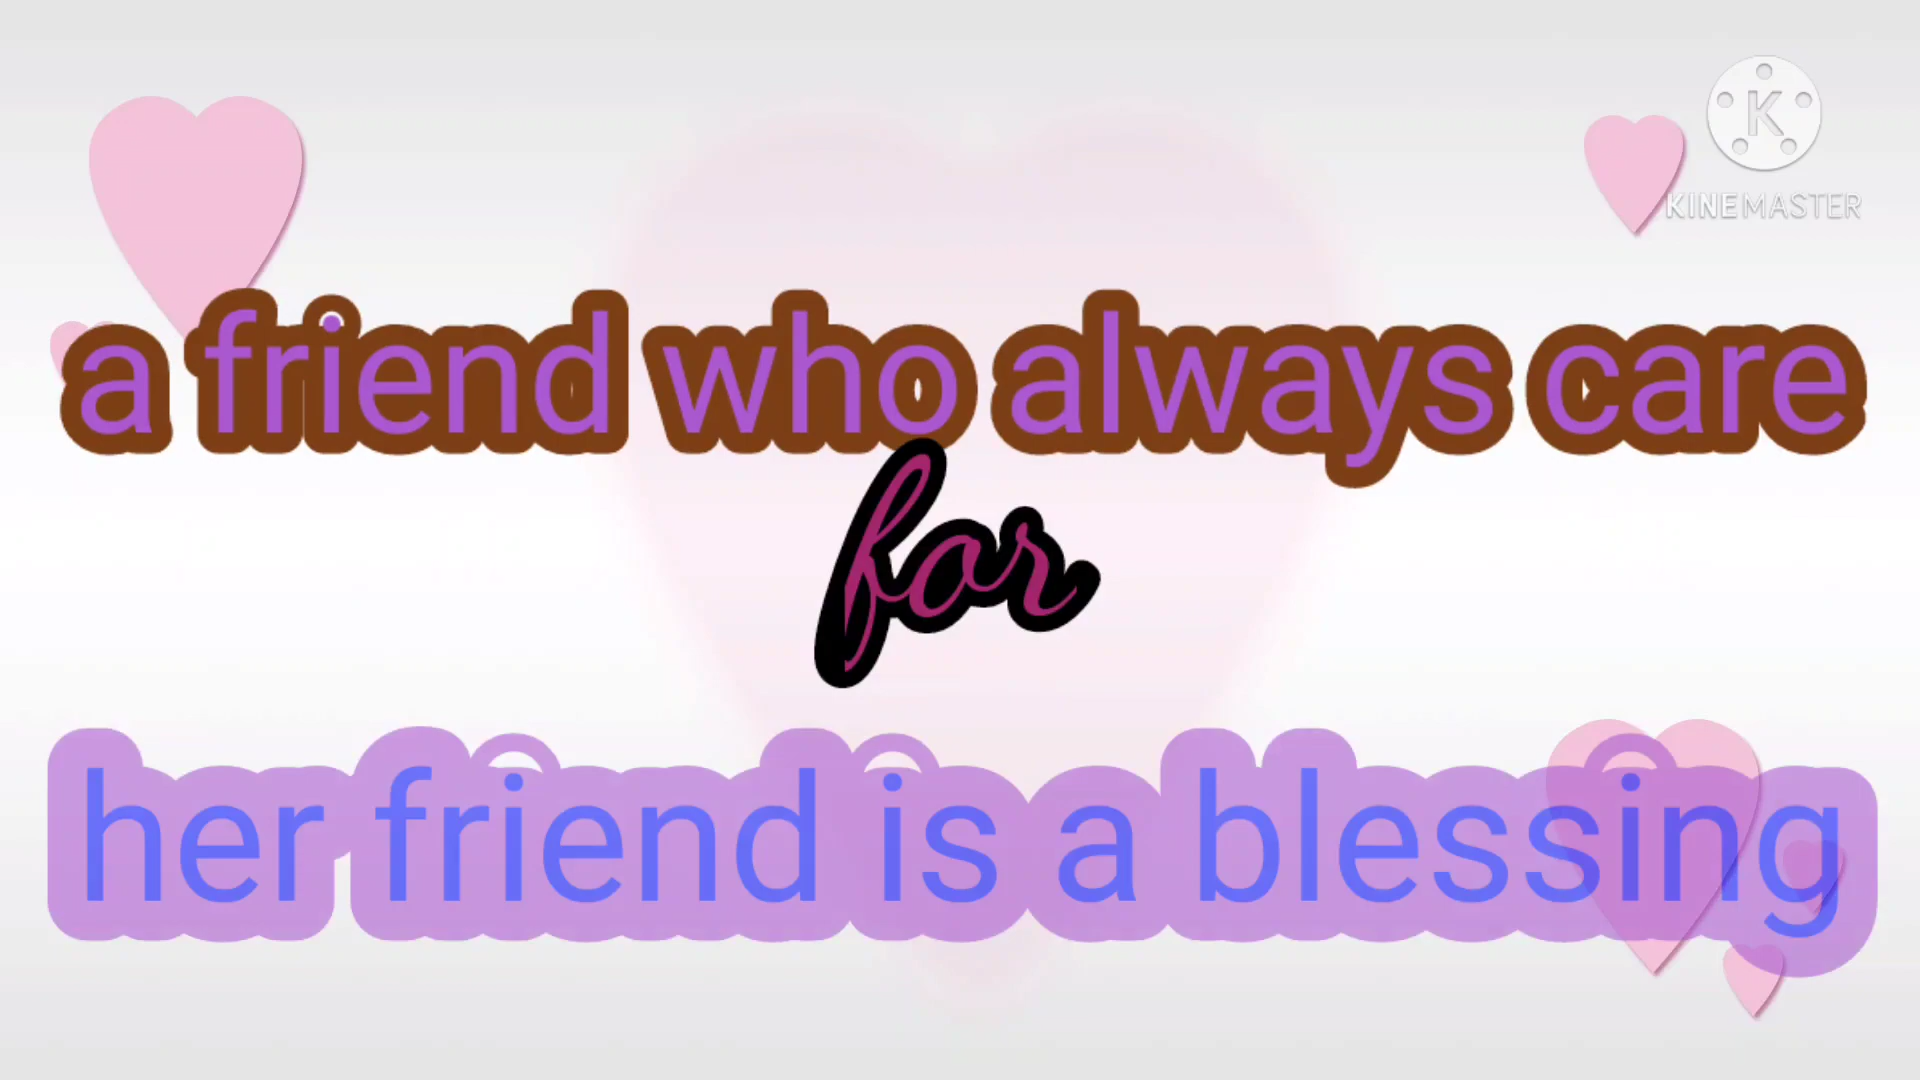 K
KINEMASTER
a friend who always care
for
her friend is a blessing